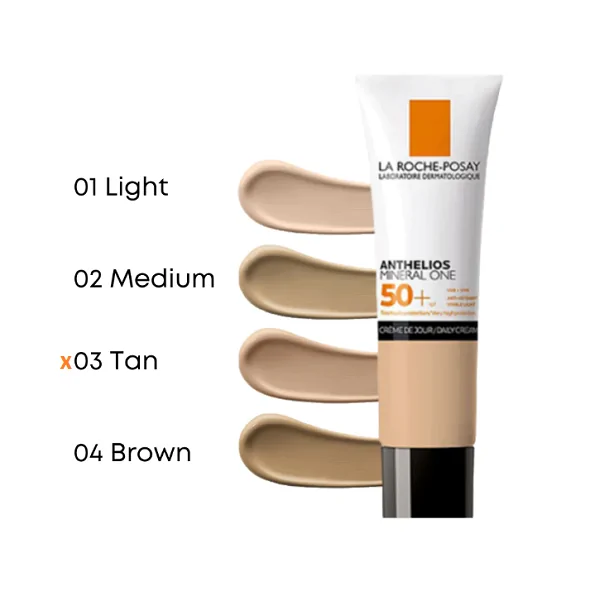 01 Light
02 Medium
x03 Tan
04 Brown
LA ROCHE-POSAY
LABORATOIRE DERMATOLOGIQUE
ANTHELIOS
MINERAL ONE
50+
CRÈME DE JOUR/DAILY CREAM